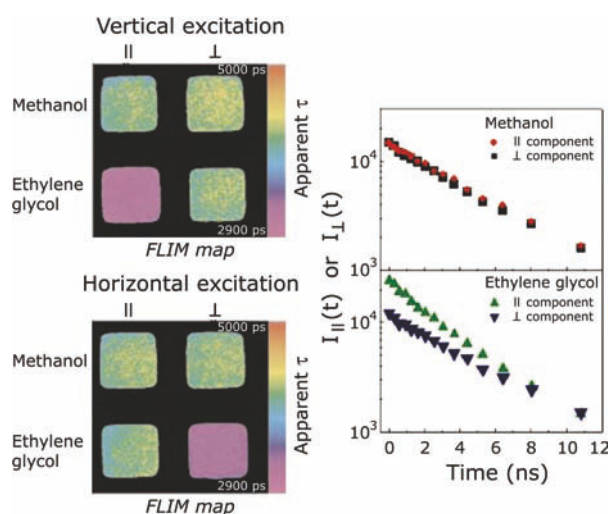 Vertical excitation
|| ⊥
5000 ps
Methanol
Ethylene
glycol
Apparent τ
2900 ps
FLIM map
Horizontal excitation
|| ⊥
5000 ps
Methanol
Ethylene
glycol
Apparent τ
2900 ps
FLIM map
I||(t) or I⊥(t)
10⁴
Methanol
|| component
⊥ component
10³
10⁴
Ethylene glycol
|| component
⊥ component
10³
0 2 4 6 8 10 12
Time (ns)